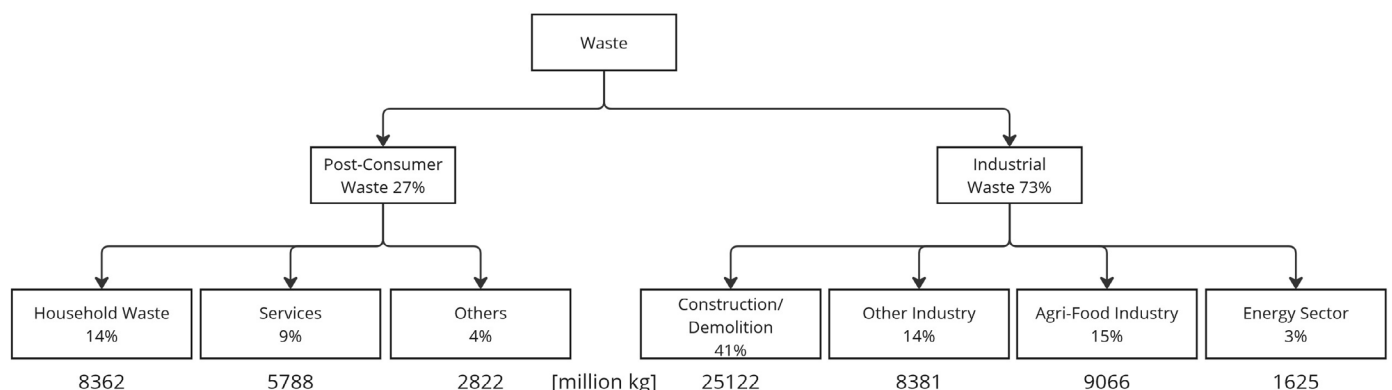 Waste
Post-Consumer
Waste 27%
Industrial
Waste 73%
Household Waste
14%
Services
9%
Others
4%
Construction/
Demolition
41%
Other Industry
14%
Agri-Food Industry
15%
Energy Sector
3%
8362 5788 2822 [million kg] 25122 8381 9066 1625